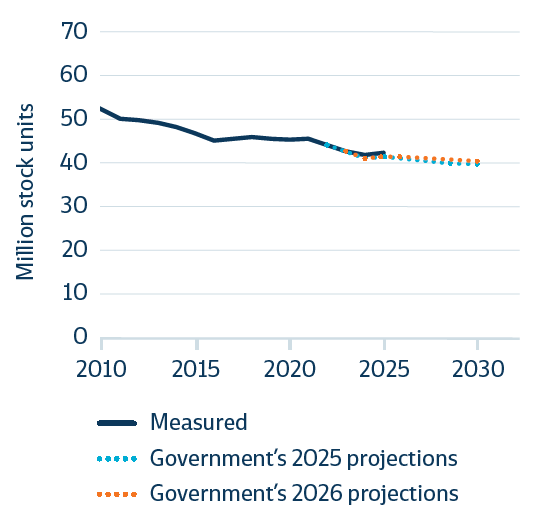 Million stock units
70
60
50
40
30
20
10
0
2010 2015 2020 2025 2030
Measured
Government’s 2025 projections
Government’s 2026 projections